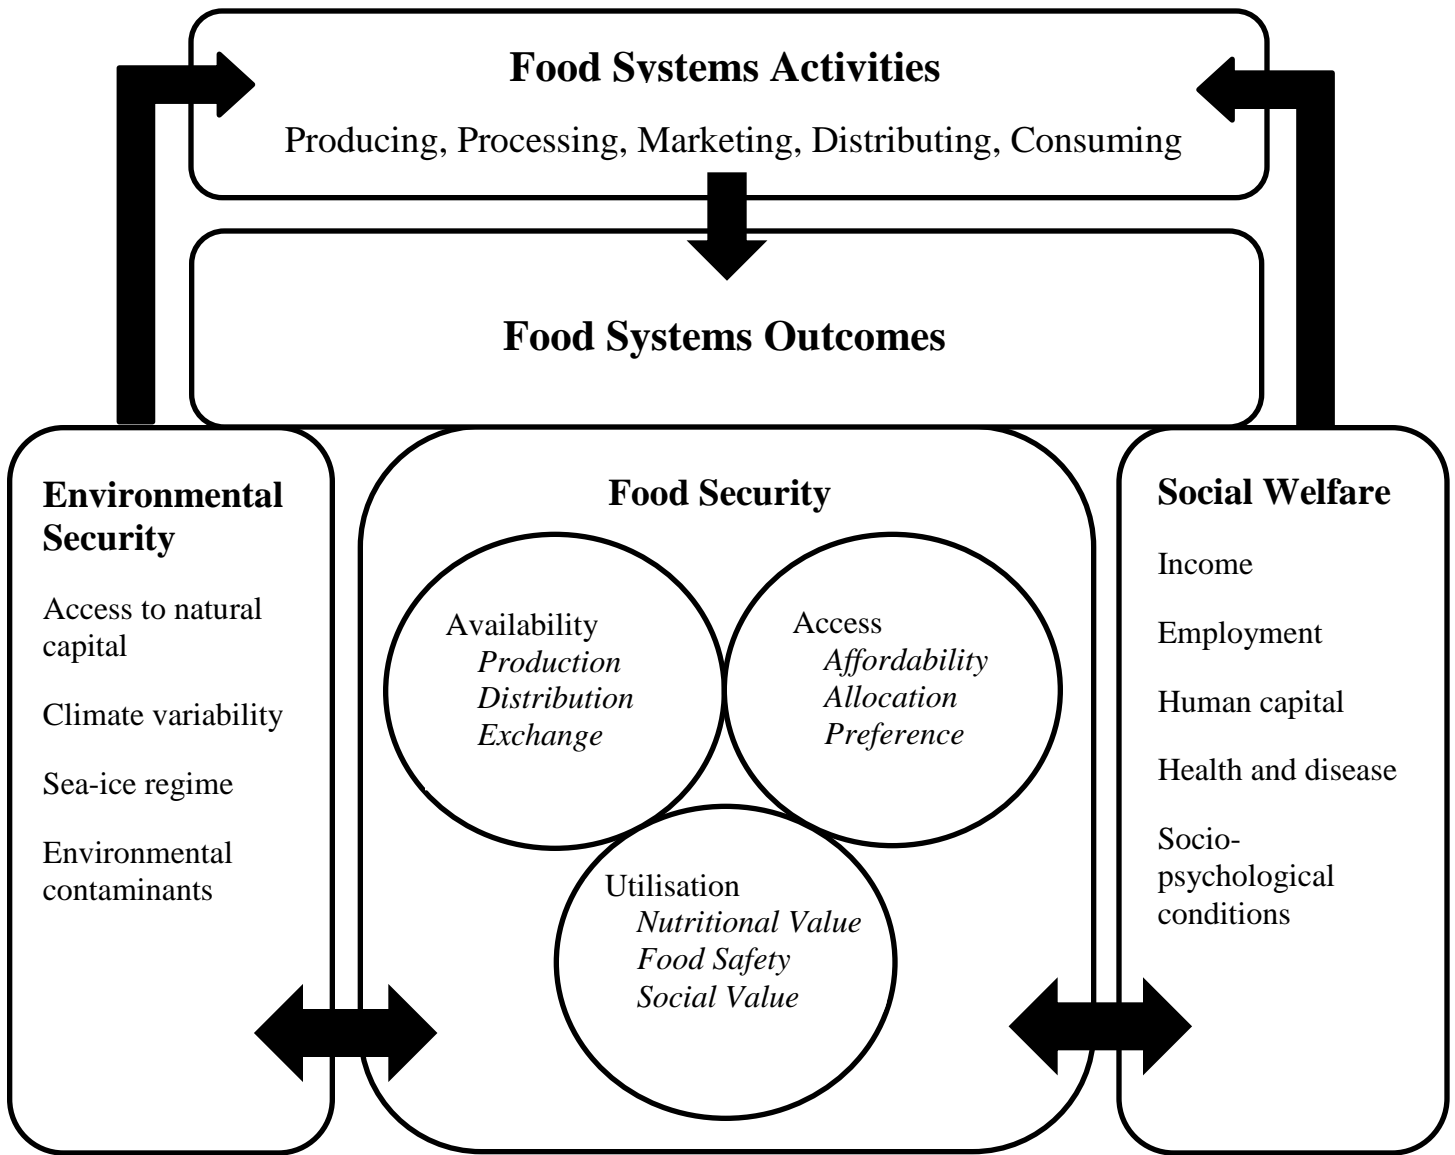 Food Systems Activities
Producing, Processing, Marketing, Distributing, Consuming
Food Systems Outcomes
Environmental
Security
Access to natural
capital
Climate variability
Sea-ice regime
Environmental
contaminants
Food Security
Availability
Production
Distribution
Exchange
Access
Affordability
Allocation
Preference
Utilisation
Nutritional Value
Food Safety
Social Value
Social Welfare
Income
Employment
Human capital
Health and disease
Socio-
psychological
conditions